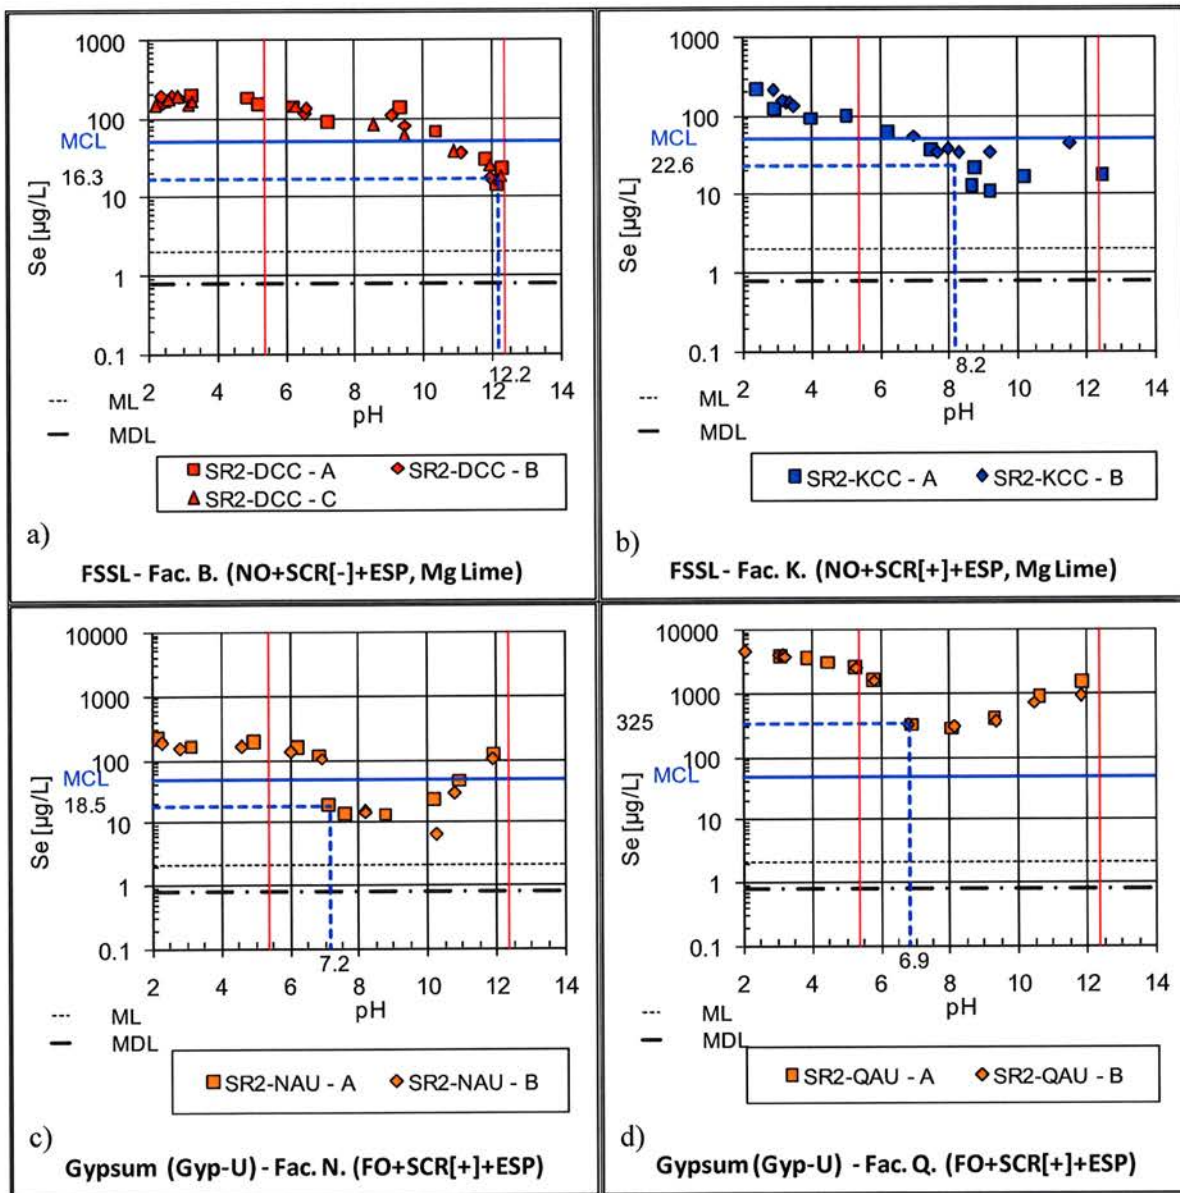 1000
100
MCL
16.3
10
1
0.1
Se [µg/L]
2 4 6 8 10 12 14
12.2
pH
ML
MDL
SR2-DCC - A SR2-DCC - B
SR2-DCC - C
a)
FSSL - Fac. B. (NO+SCR[-]+ESP, Mg Lime)
1000
100
MCL
22.6
10
1
0.1
Se [µg/L]
8.2
2 4 6 8 10 12 14
pH
ML
MDL
SR2-KCC - A SR2-KCC - B
b)
FSSL - Fac. K. (NO+SCR[+]+ESP, Mg Lime)
10000
1000
100
MCL
18.5
10
1
0.1
Se [µg/L]
7.2
2 4 6 8 10 12 14
pH
ML
MDL
SR2-NAU - A SR2-NAU - B
c)
Gypsum (Gyp-U) - Fac. N. (FO+SCR[+]+ESP)
10000
1000
325
100
MCL
10
1
0.1
Se [µg/L]
6.9
2 4 6 8 10 12 14
pH
ML
MDL
SR2-QAU - A SR2-QAU - B
d)
Gypsum (Gyp-U) - Fac. Q. (FO+SCR[+]+ESP)